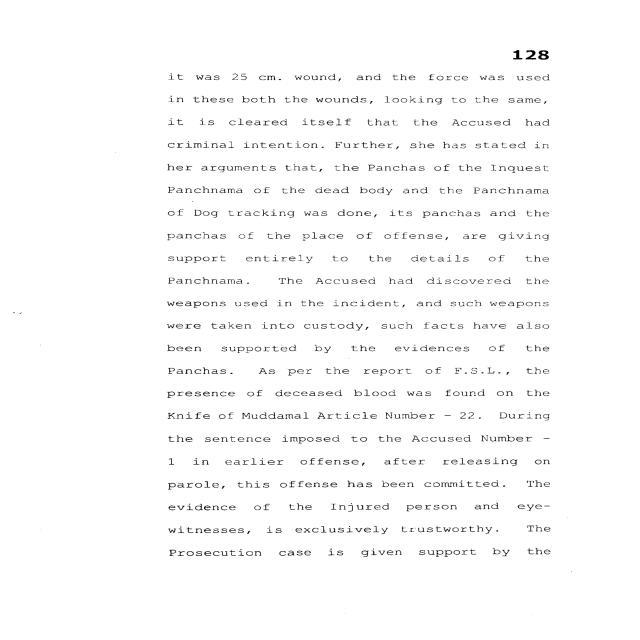 128
it was 25 cm. wound, and the force was used
in these both the wounds, looking to the same,
it is cleared itself that the Accused had
criminal intention. Further, she has stated in
her arguments that, the Panchas of the Inquest
Panchnama of the dead body and the Panchnama
of Dog tracking was done, its panchas and the
panchas of the place of offense, are giving
support entirely to the details of the
Panchnama. The Accused had discovered the
weapons used in the incident, and such weapons
were taken into custody, such facts have also
been supported by the evidences of the
Panchas. As per the report of F.S.L., the
presence of deceased blood was found on the
Knife of Muddamal Article Number - 22. During
the sentence imposed to the Accused Number -
1 in earlier offense, after releasing on
parole, this offense has been committed. The
evidence of the Injured person and eye-
witnesses, is exclusively trustworthy. The
Prosecution case is given support by the